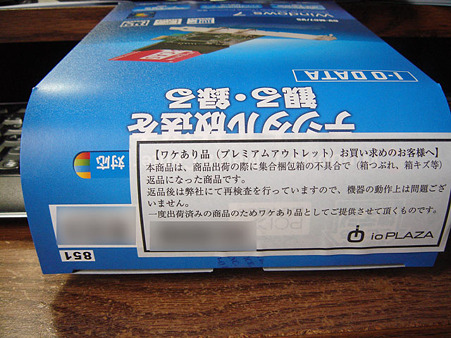 Windows 7
I-O DATA
デジタル放送を
観る・録る
対応
【ワケあり品（プレミアムアウトレット）お買い求めのお客様へ】
本商品は、商品出荷の際に集合梱包箱の不具合で（箱つぶれ、箱キズ等）
返品になった商品です。
返品後は弊社にて再検査を行っていますので、機器の動作上は問題ござ
いません。
一度出荷済みの商品のためワケあり品としてご提供させて頂くものです。
ioPLAZA
851